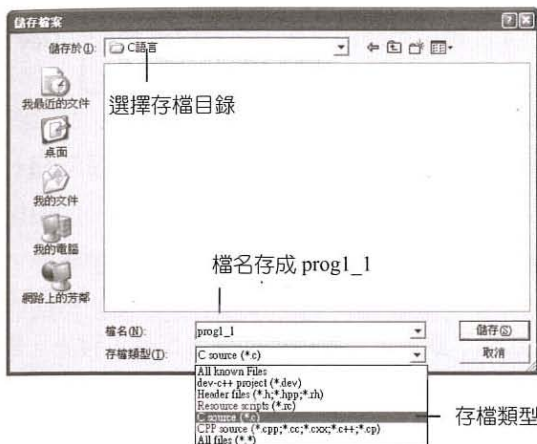 儲存檔案
儲存於(I): C語言
選擇存檔目錄
我最近的文件
桌面
我的文件
我的電腦
網路上的芳鄰
檔名存成 prog1_1
檔名(N): prog1_1 儲存(S)
存檔類型(T): C source (*.c) 取消
All known Files
dev-c++ project (*.dev)
Header files (*.h;*.hpp;*.rh)
Resource scripts (*.rc)
C source (*.c)
CPP source (*.cpp;*.cc;*.cxx;*.c++;*.cp)
All files (*.*)
存檔類型